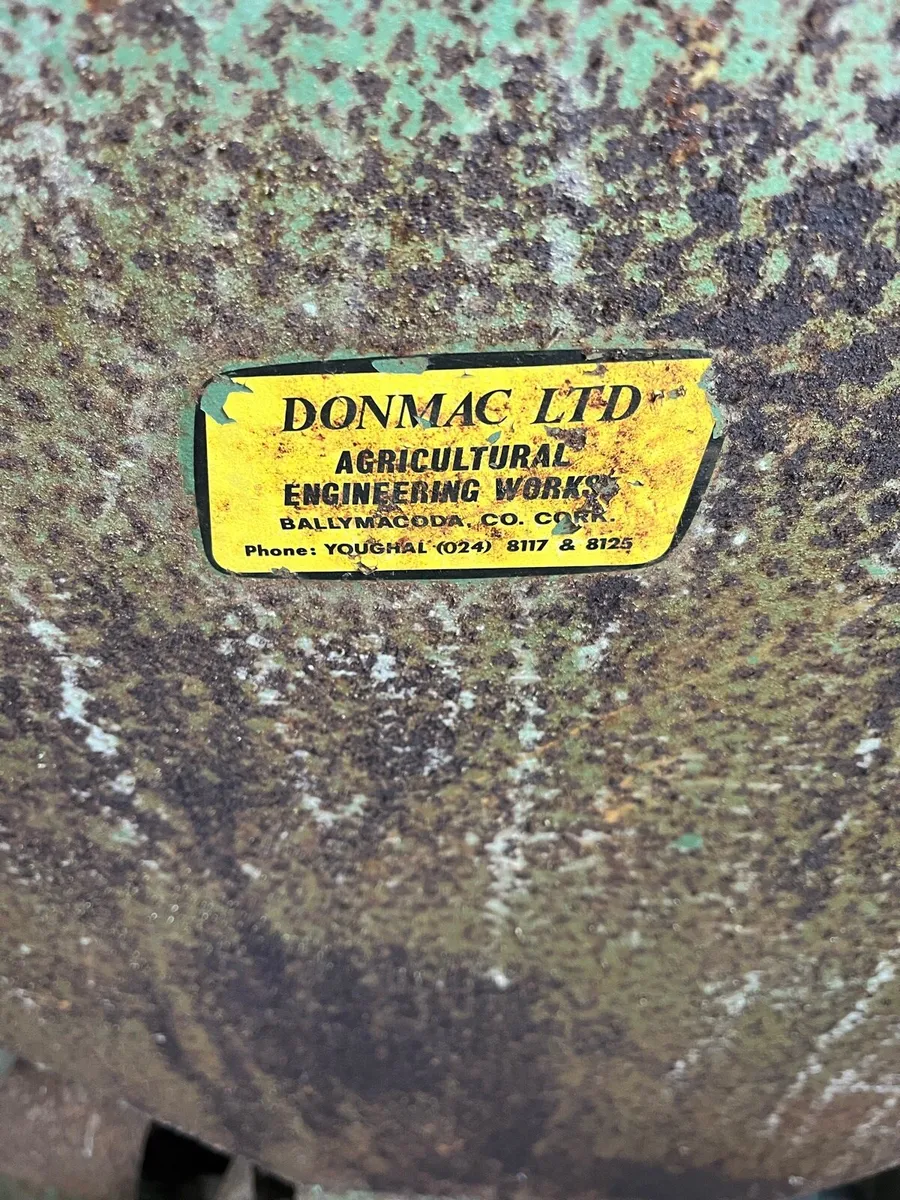 DONMAC LTD
AGRICULTURAL
ENGINEERING WORKS
BALLYMACODA, CO. CORK.
Phone: YOUGHAL (024) 8117 & 8125